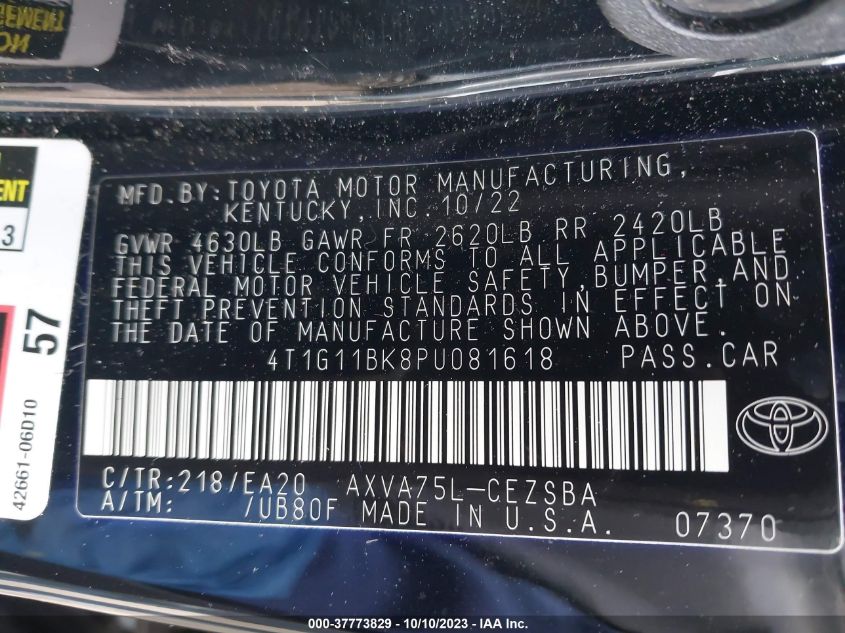 MFD.BY:TOYOTA MOTOR MANUFACTURING,
KENTUCKY,INC.10/22
GVWR 4630LB GAWR FR 2620LB RR 2420LB
THIS VEHICLE CONFORMS TO ALL APPLICABLE
FEDERAL MOTOR VEHICLE SAFETY,BUMPER,AND
THEFT PREVENTION STANDARDS IN EFFECT ON
THE DATE OF MANUFACTURE SHOWN ABOVE.
4T1G11BK8PU081618 PASS.CAR
C/TR:218/EA20 AXVA75L-CEZSBA
A/TM: /UB80F MADE IN U.S.A. 07370
3
57
42661-06D10
000-37773829 - 10/10/2023 - IAA Inc.